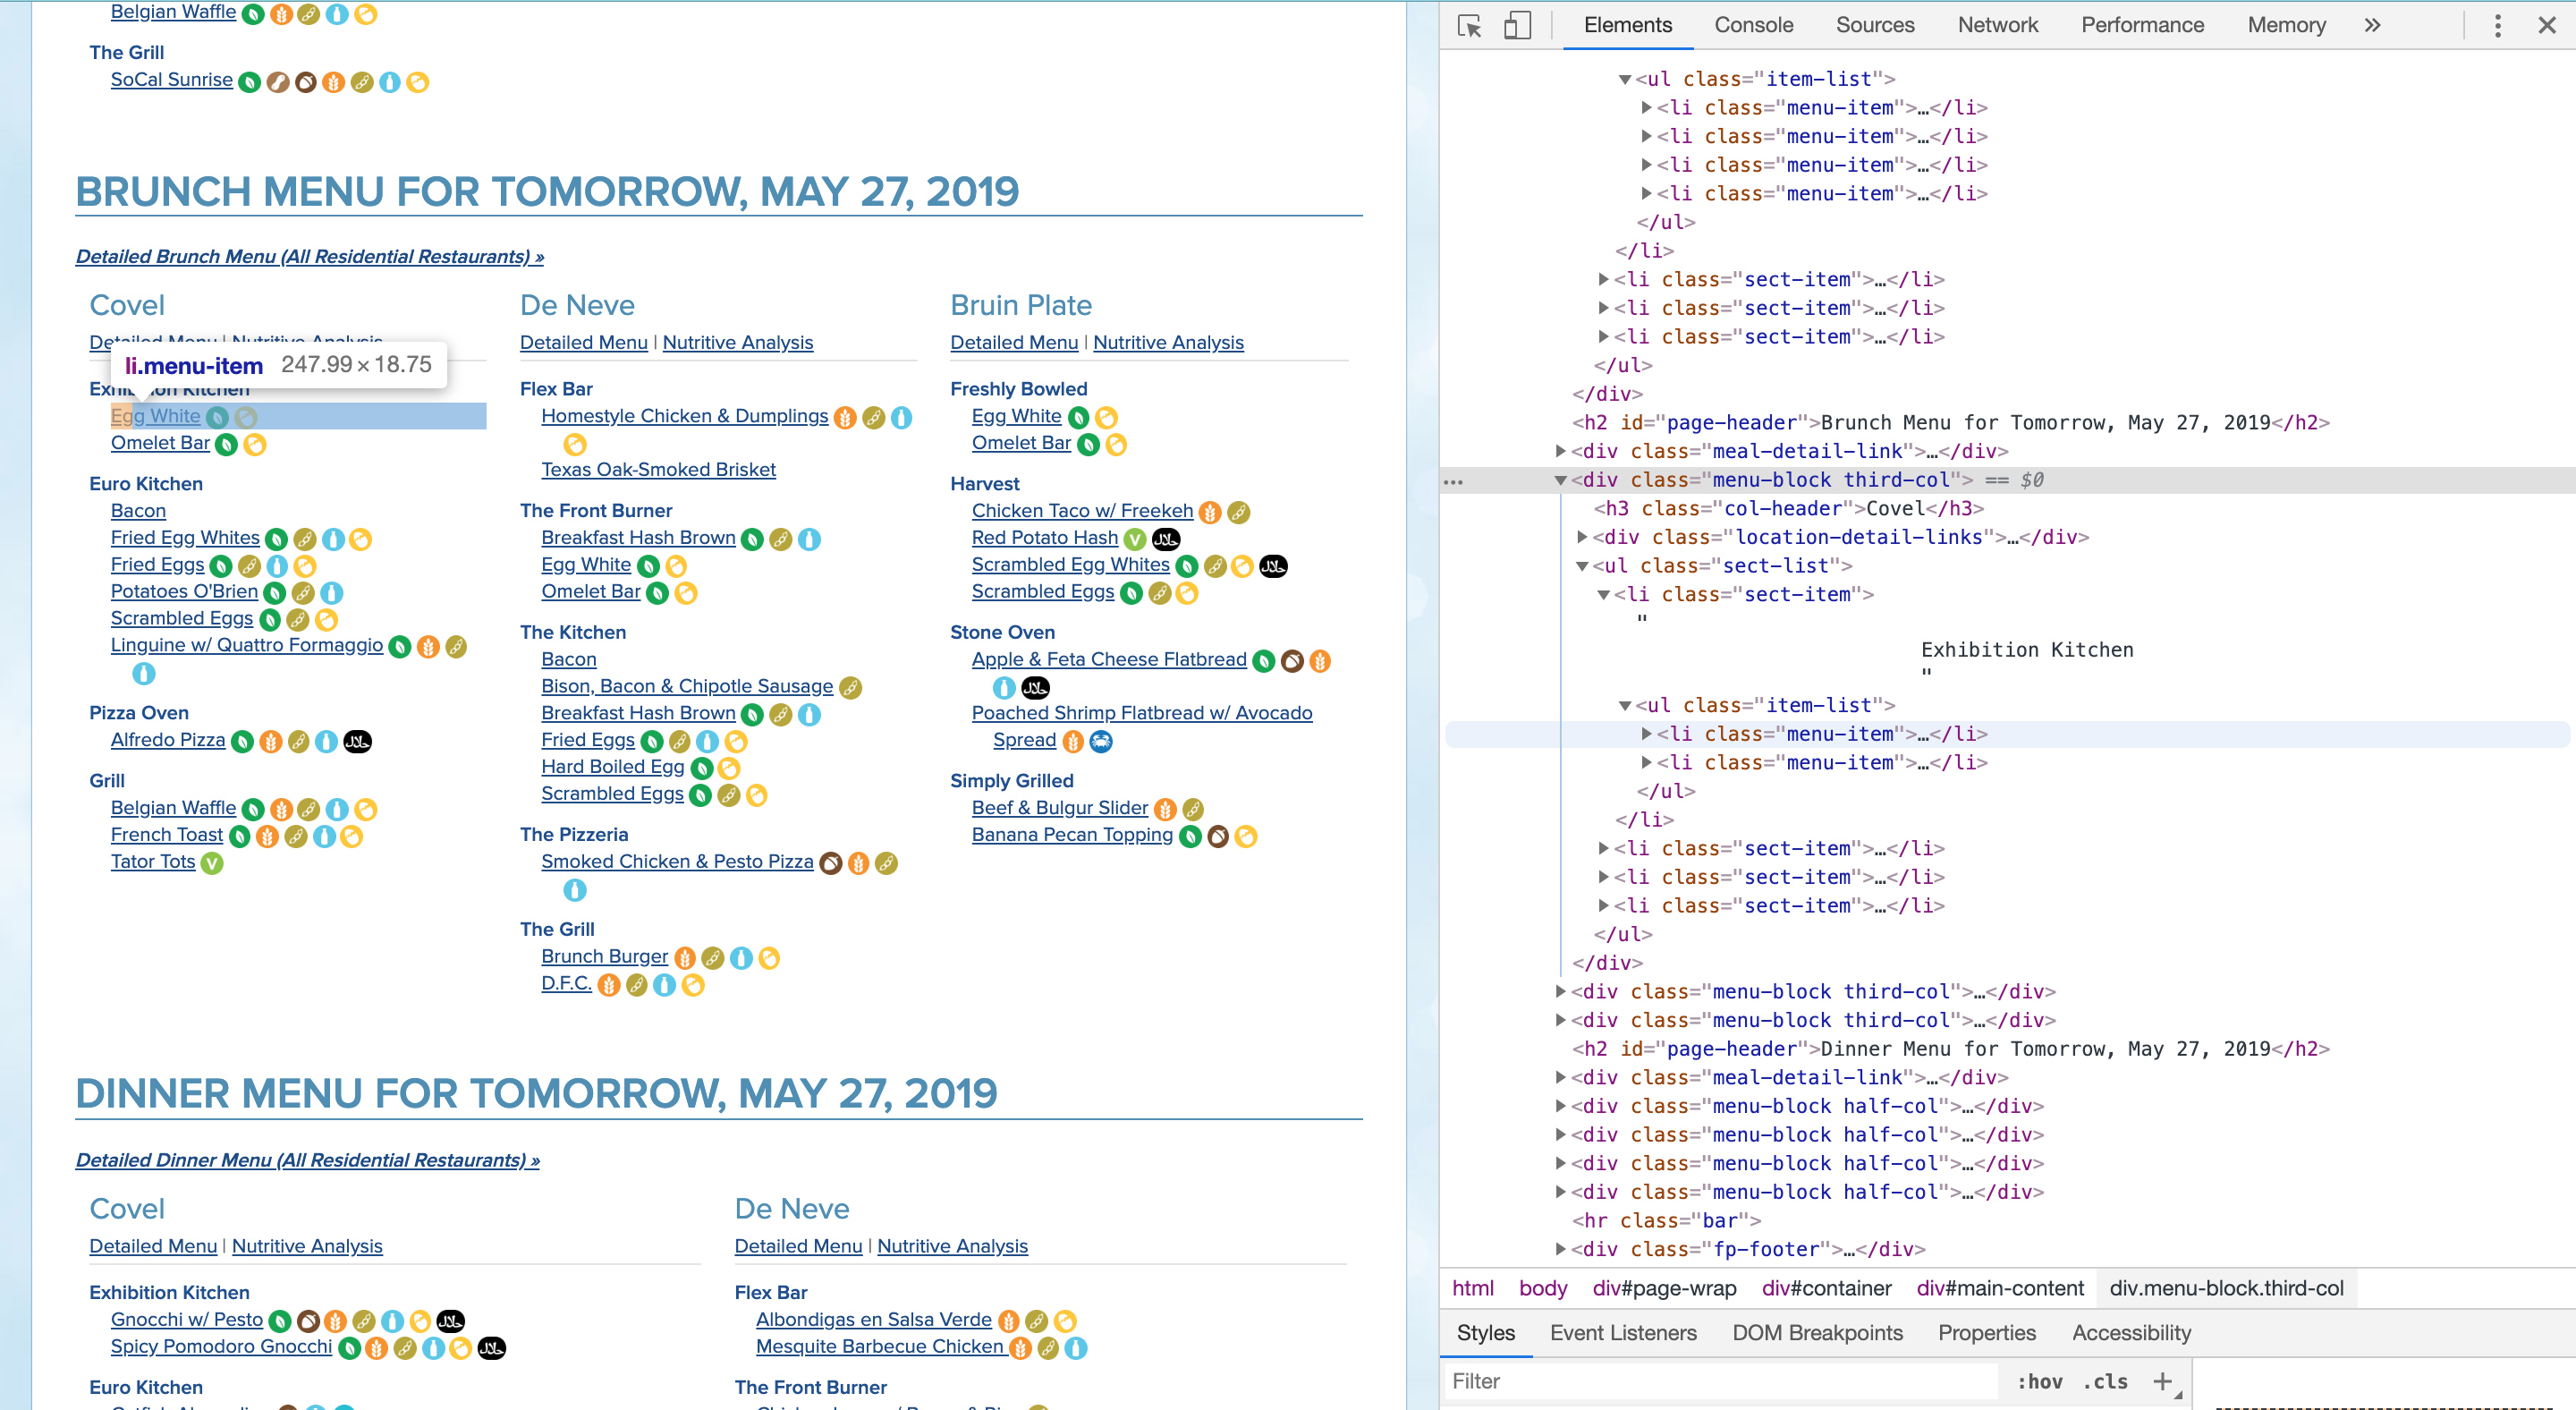 Belgian Waffle
The Grill
SoCal Sunrise
BRUNCH MENU FOR TOMORROW, MAY 27, 2019
Detailed Brunch Menu (All Residential Restaurants) »
Covel
Detailed Menu | Nutritive Analysis
li.menu-item 247.99 × 18.75
Exhibition Kitchen
Egg White
Omelet Bar
Euro Kitchen
Bacon
Fried Egg Whites
Fried Eggs
Potatoes O'Brien
Scrambled Eggs
Linguine w/ Quattro Formaggio
Pizza Oven
Alfredo Pizza حلال
Grill
Belgian Waffle
French Toast
Tator Tots V
De Neve
Detailed Menu | Nutritive Analysis
Flex Bar
Homestyle Chicken & Dumplings
Texas Oak-Smoked Brisket
The Front Burner
Breakfast Hash Brown
Egg White
Omelet Bar
The Kitchen
Bacon
Bison, Bacon & Chipotle Sausage
Breakfast Hash Brown
Fried Eggs
Hard Boiled Egg
Scrambled Eggs
The Pizzeria
Smoked Chicken & Pesto Pizza
The Grill
Brunch Burger
D.F.C.
Bruin Plate
Detailed Menu | Nutritive Analysis
Freshly Bowled
Egg White
Omelet Bar
Harvest
Chicken Taco w/ Freekeh
Red Potato Hash V حلال
Scrambled Egg Whites حلال
Scrambled Eggs
Stone Oven
Apple & Feta Cheese Flatbread
حلال
Poached Shrimp Flatbread w/ Avocado
Spread
Simply Grilled
Beef & Bulgur Slider
Banana Pecan Topping
DINNER MENU FOR TOMORROW, MAY 27, 2019
Detailed Dinner Menu (All Residential Restaurants) »
Covel
Detailed Menu | Nutritive Analysis
Exhibition Kitchen
Gnocchi w/ Pesto حلال
Spicy Pomodoro Gnocchi حلال
Euro Kitchen
De Neve
Detailed Menu | Nutritive Analysis
Flex Bar
Albondigas en Salsa Verde
Mesquite Barbecue Chicken
The Front Burner
Elements Console Sources Network Performance Memory »
<ul class="item-list">
<li class="menu-item">…</li>
<li class="menu-item">…</li>
<li class="menu-item">…</li>
<li class="menu-item">…</li>
</ul>
</li>
<li class="sect-item">…</li>
<li class="sect-item">…</li>
<li class="sect-item">…</li>
</ul>
</div>
<h2 id="page-header">Brunch Menu for Tomorrow, May 27, 2019</h2>
<div class="meal-detail-link">…</div>
… <div class="menu-block third-col"> == $0
<h3 class="col-header">Covel</h3>
<div class="location-detail-links">…</div>
<ul class="sect-list">
<li class="sect-item">
"
Exhibition Kitchen
"
<ul class="item-list">
<li class="menu-item">…</li>
<li class="menu-item">…</li>
</ul>
</li>
<li class="sect-item">…</li>
<li class="sect-item">…</li>
<li class="sect-item">…</li>
</ul>
</div>
<div class="menu-block third-col">…</div>
<div class="menu-block third-col">…</div>
<h2 id="page-header">Dinner Menu for Tomorrow, May 27, 2019</h2>
<div class="meal-detail-link">…</div>
<div class="menu-block half-col">…</div>
<div class="menu-block half-col">…</div>
<div class="menu-block half-col">…</div>
<div class="menu-block half-col">…</div>
<hr class="bar">
<div class="fp-footer">…</div>
html body div#page-wrap div#container div#main-content div.menu-block.third-col
Styles Event Listeners DOM Breakpoints Properties Accessibility
Filter :hov .cls +